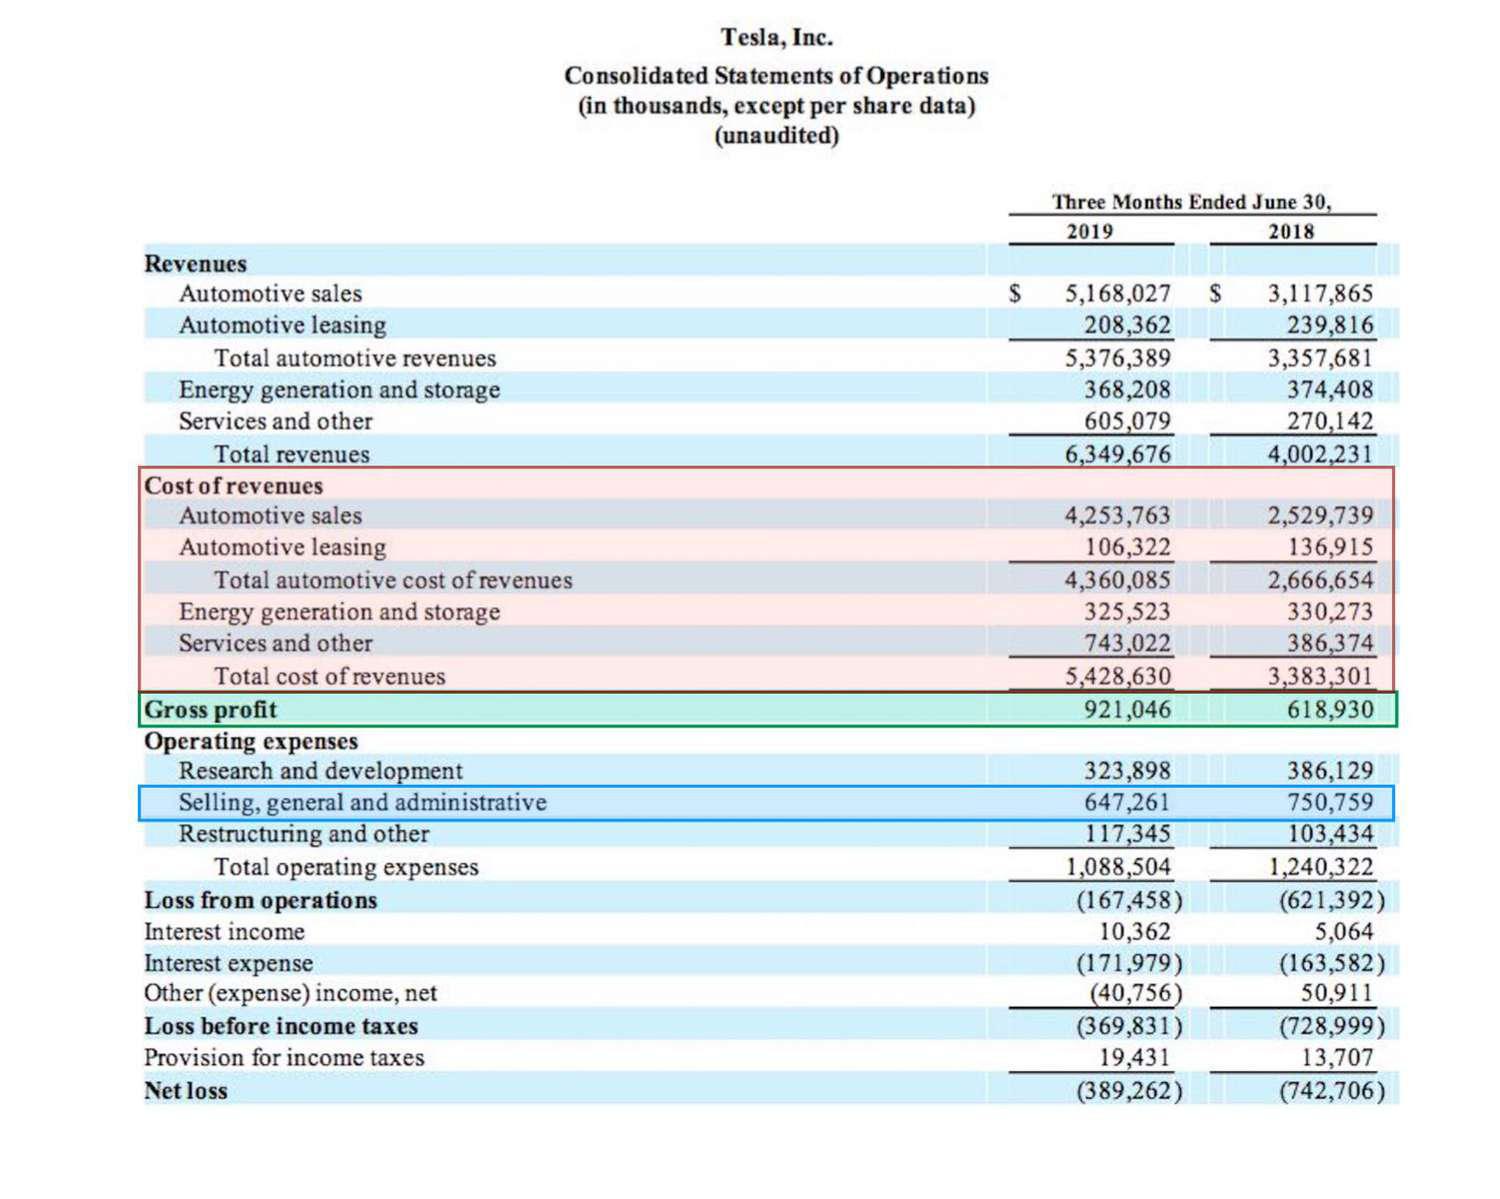 Tesla, Inc.
Consolidated Statements of Operations
(in thousands, except per share data)
(unaudited)
Three Months Ended June 30,
2019 2018
Revenues
Automotive sales $ 5,168,027 $ 3,117,865
Automotive leasing 208,362 239,816
Total automotive revenues 5,376,389 3,357,681
Energy generation and storage 368,208 374,408
Services and other 605,079 270,142
Total revenues 6,349,676 4,002,231
Cost of revenues
Automotive sales 4,253,763 2,529,739
Automotive leasing 106,322 136,915
Total automotive cost of revenues 4,360,085 2,666,654
Energy generation and storage 325,523 330,273
Services and other 743,022 386,374
Total cost of revenues 5,428,630 3,383,301
Gross profit 921,046 618,930
Operating expenses
Research and development 323,898 386,129
Selling, general and administrative 647,261 750,759
Restructuring and other 117,345 103,434
Total operating expenses 1,088,504 1,240,322
Loss from operations (167,458) (621,392)
Interest income 10,362 5,064
Interest expense (171,979) (163,582)
Other (expense) income, net (40,756) 50,911
Loss before income taxes (369,831) (728,999)
Provision for income taxes 19,431 13,707
Net loss (389,262) (742,706)